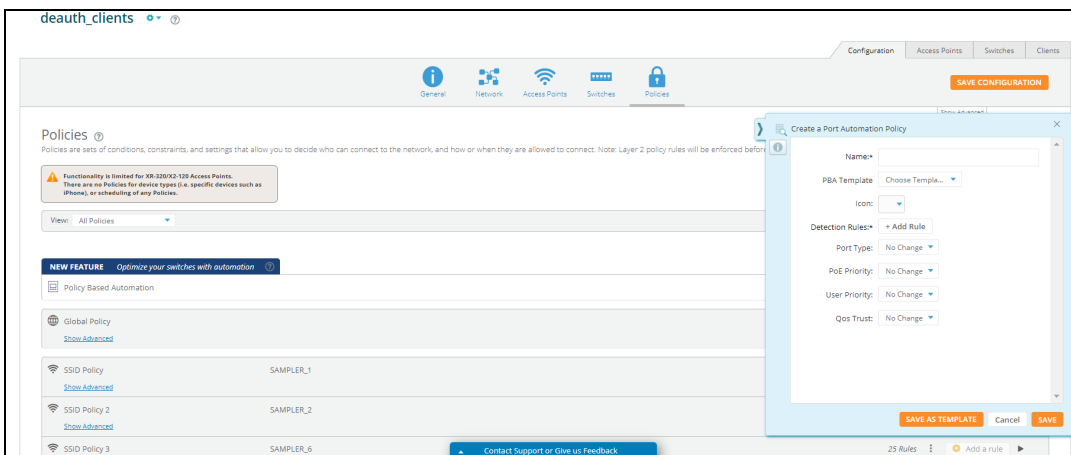 deauth_clients
Configuration Access Points Switches Clients
General Network Access Points Switches Policies
SAVE CONFIGURATION
Show Advanced
Policies
Policies are sets of conditions, constraints, and settings that allow you to decide who can connect to the network, and how or when they are allowed to connect. Note: Layer 2 policy rules will be enforced before
Functionality is limited for XR-320/X2-120 Access Points.
There are no Policies for device types (i.e. specific devices such as
iPhone), or scheduling of any Policies.
View: All Policies
NEW FEATURE Optimize your switches with automation
Policy Based Automation
Global Policy
Show Advanced
SSID Policy SAMPLER_1
Show Advanced
SSID Policy 2 SAMPLER_2
Show Advanced
SSID Policy 3 SAMPLER_6 25 Rules Add a rule
Contact Support or Give us Feedback
Create a Port Automation Policy
Name:*
PBA Template Choose Templa...
Icon:
Detection Rules:* + Add Rule
Port Type: No Change
PoE Priority: No Change
User Priority: No Change
Qos Trust: No Change
SAVE AS TEMPLATE Cancel SAVE